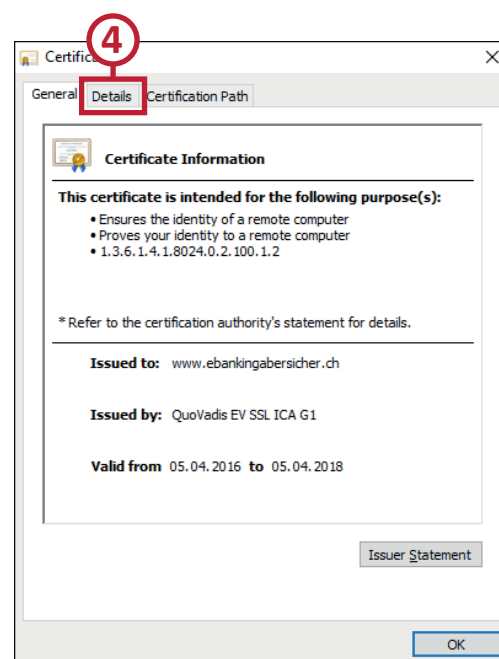 4
Certific
General Details Certification Path
Certificate Information
This certificate is intended for the following purpose(s):
• Ensures the identity of a remote computer
• Proves your identity to a remote computer
• 1.3.6.1.4.1.8024.0.2.100.1.2
* Refer to the certification authority's statement for details.
Issued to: www.ebankingabersicher.ch
Issued by: QuoVadis EV SSL ICA G1
Valid from 05.04.2016 to 05.04.2018
Issuer Statement
OK